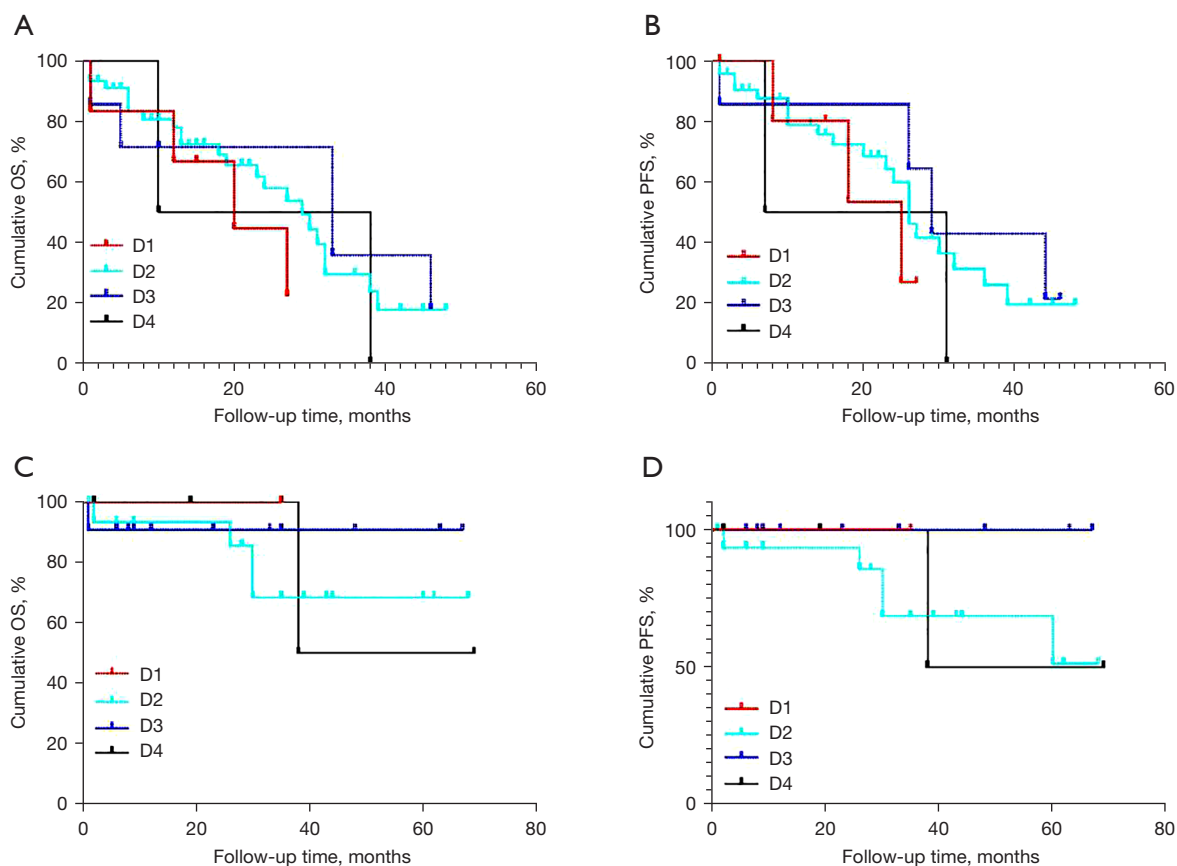 A
100
80
60
40
20
0
Cumulative OS, %
D1
D2
D3
D4
0 20 40 60
Follow-up time, months
B
100
80
60
40
20
0
Cumulative PFS, %
D1
D2
D3
D4
0 20 40 60
Follow-up time, months
C
100
80
60
40
20
0
Cumulative OS, %
D1
D2
D3
D4
0 20 40 60 80
Follow-up time, months
D
100
50
0
Cumulative PFS, %
D1
D2
D3
D4
0 20 40 60 80
Follow-up time, months